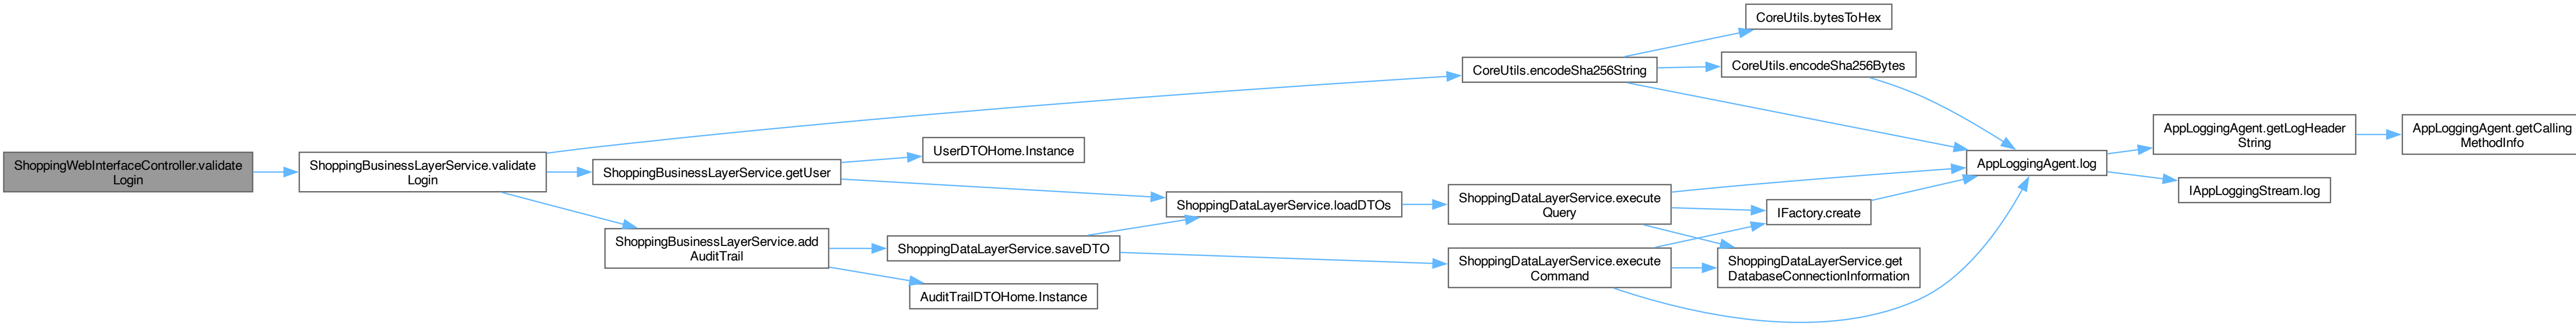 ShoppingWebInterfaceController.validate
Login
ShoppingBusinessLayerService.validate
Login
ShoppingBusinessLayerService.getUser
ShoppingBusinessLayerService.add
AuditTrail
UserDTOHome.Instance
ShoppingDataLayerService.saveDTO
AuditTrailDTOHome.Instance
ShoppingDataLayerService.loadDTOs
CoreUtils.encodeSha256String
ShoppingDataLayerService.execute
Query
ShoppingDataLayerService.execute
Command
CoreUtils.bytesToHex
CoreUtils.encodeSha256Bytes
IFactory.create
ShoppingDataLayerService.get
DatabaseConnectionInformation
AppLoggingAgent.log
AppLoggingAgent.getLogHeader
String
IAppLoggingStream.log
AppLoggingAgent.getCalling
MethodInfo